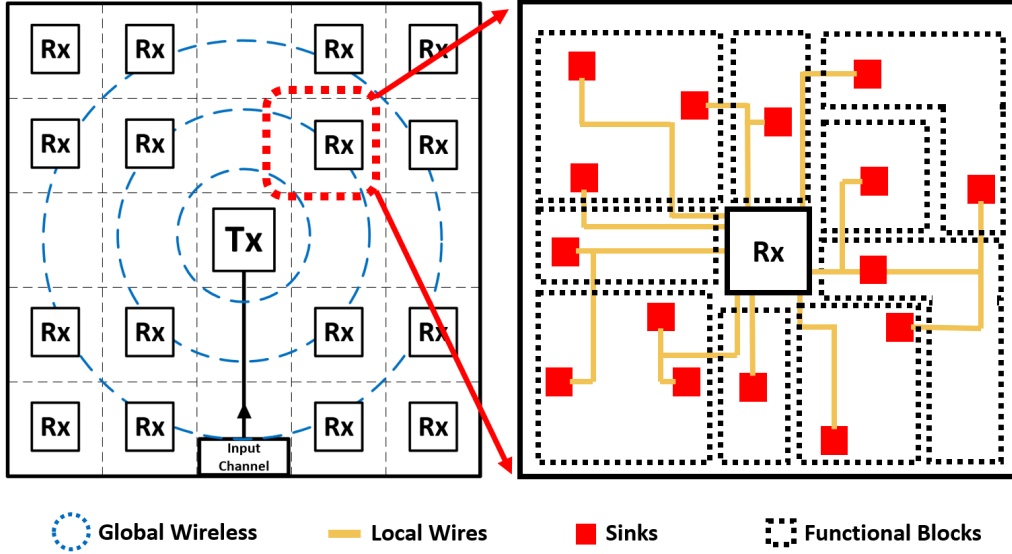 Rx Rx Rx Rx
Rx Rx Rx Rx
Tx
Rx
Rx Rx Rx Rx
Rx Rx Rx Rx
Input
Channel
Global Wireless
Local Wires
Sinks
Functional Blocks